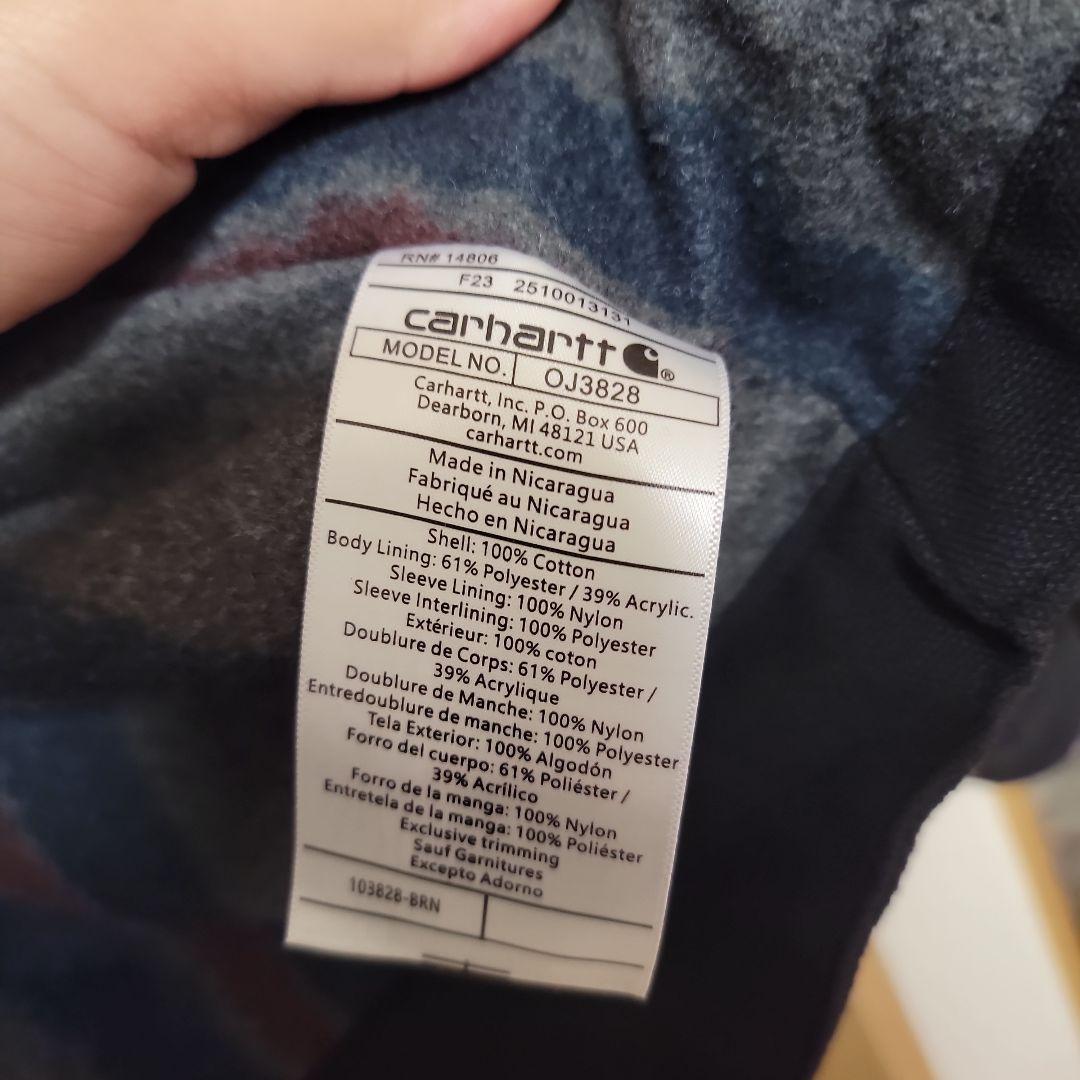 RN# 14806
F23 2510013131
carhartt ®
MODEL NO. OJ3828
Carhartt, Inc. P.O. Box 600
Dearborn, MI 48121 USA
carhartt.com
Made in Nicaragua
Fabriqué au Nicaragua
Hecho en Nicaragua
Shell: 100% Cotton
Body Lining: 61% Polyester / 39% Acrylic.
Sleeve Lining: 100% Nylon
Sleeve Interlining: 100% Polyester
Extérieur: 100% coton
Doublure de Corps: 61% Polyester /
39% Acrylique
Doublure de Manche: 100% Nylon
Entredoublure de manche: 100% Polyester
Tela Exterior: 100% Algodón
Forro del cuerpo: 61% Poliéster /
39% Acrílico
Forro de la manga: 100% Nylon
Entretela de la manga: 100% Poliéster
Exclusive trimming
Sauf Garnitures
Excepto Adorno
103828-BRN